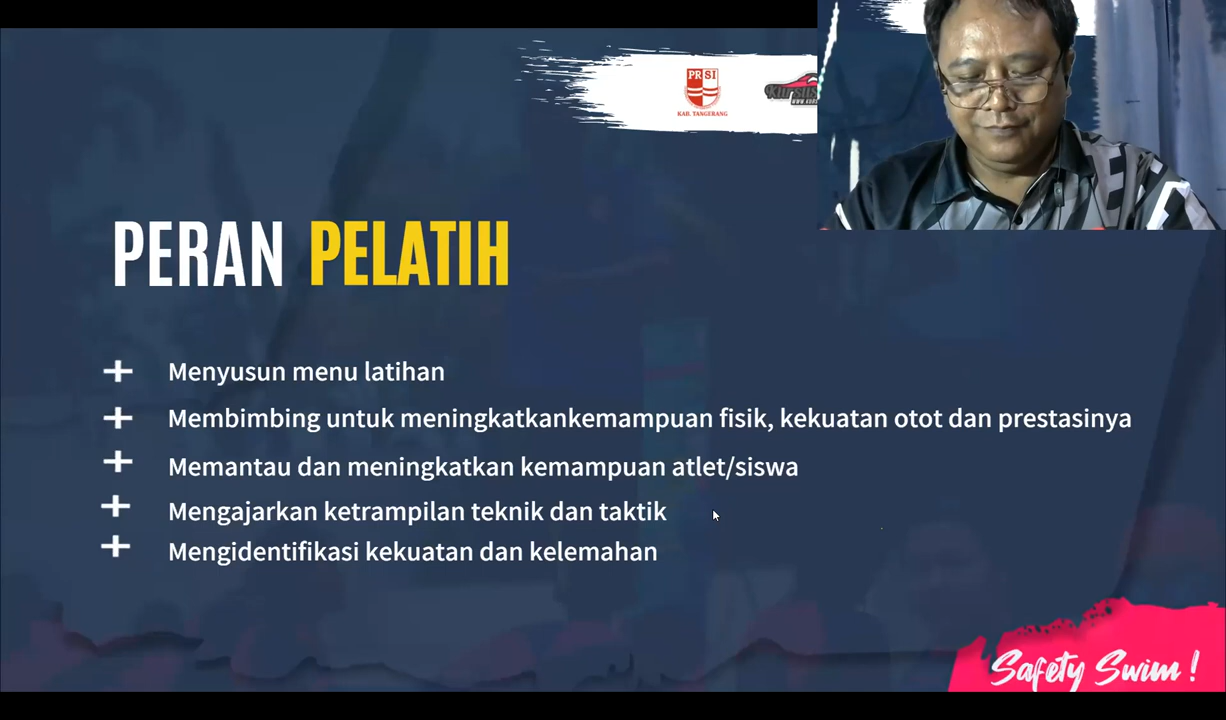 PRSI
KAB. TANGERANG
PERAN PELATIH
Menyusun menu latihan
Membimbing untuk meningkatkankemampuan fisik, kekuatan otot dan prestasinya
Memantau dan meningkatkan kemampuan atlet/siswa
Mengajarkan ketrampilan teknik dan taktik
Mengidentifikasi kekuatan dan kelemahan
Safety Swim !